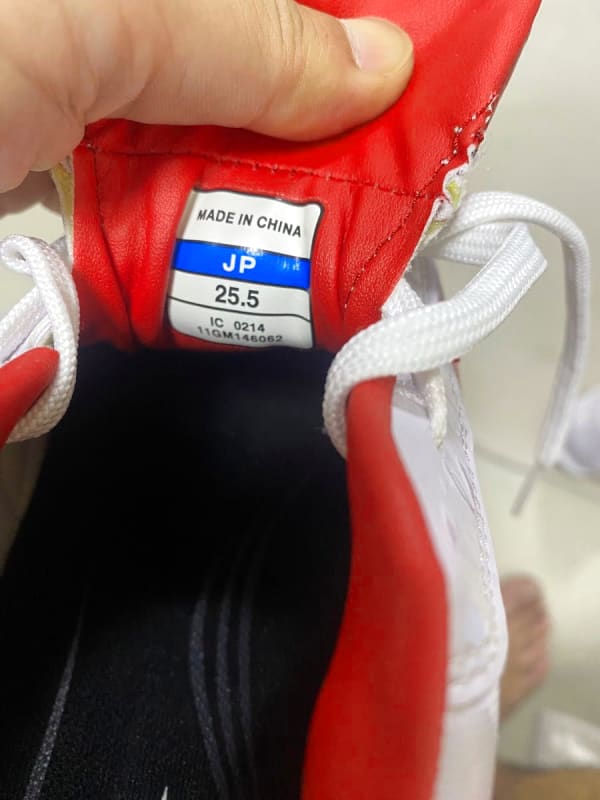 MADE IN CHINA
JP
25.5
IC 0214
11GM146062